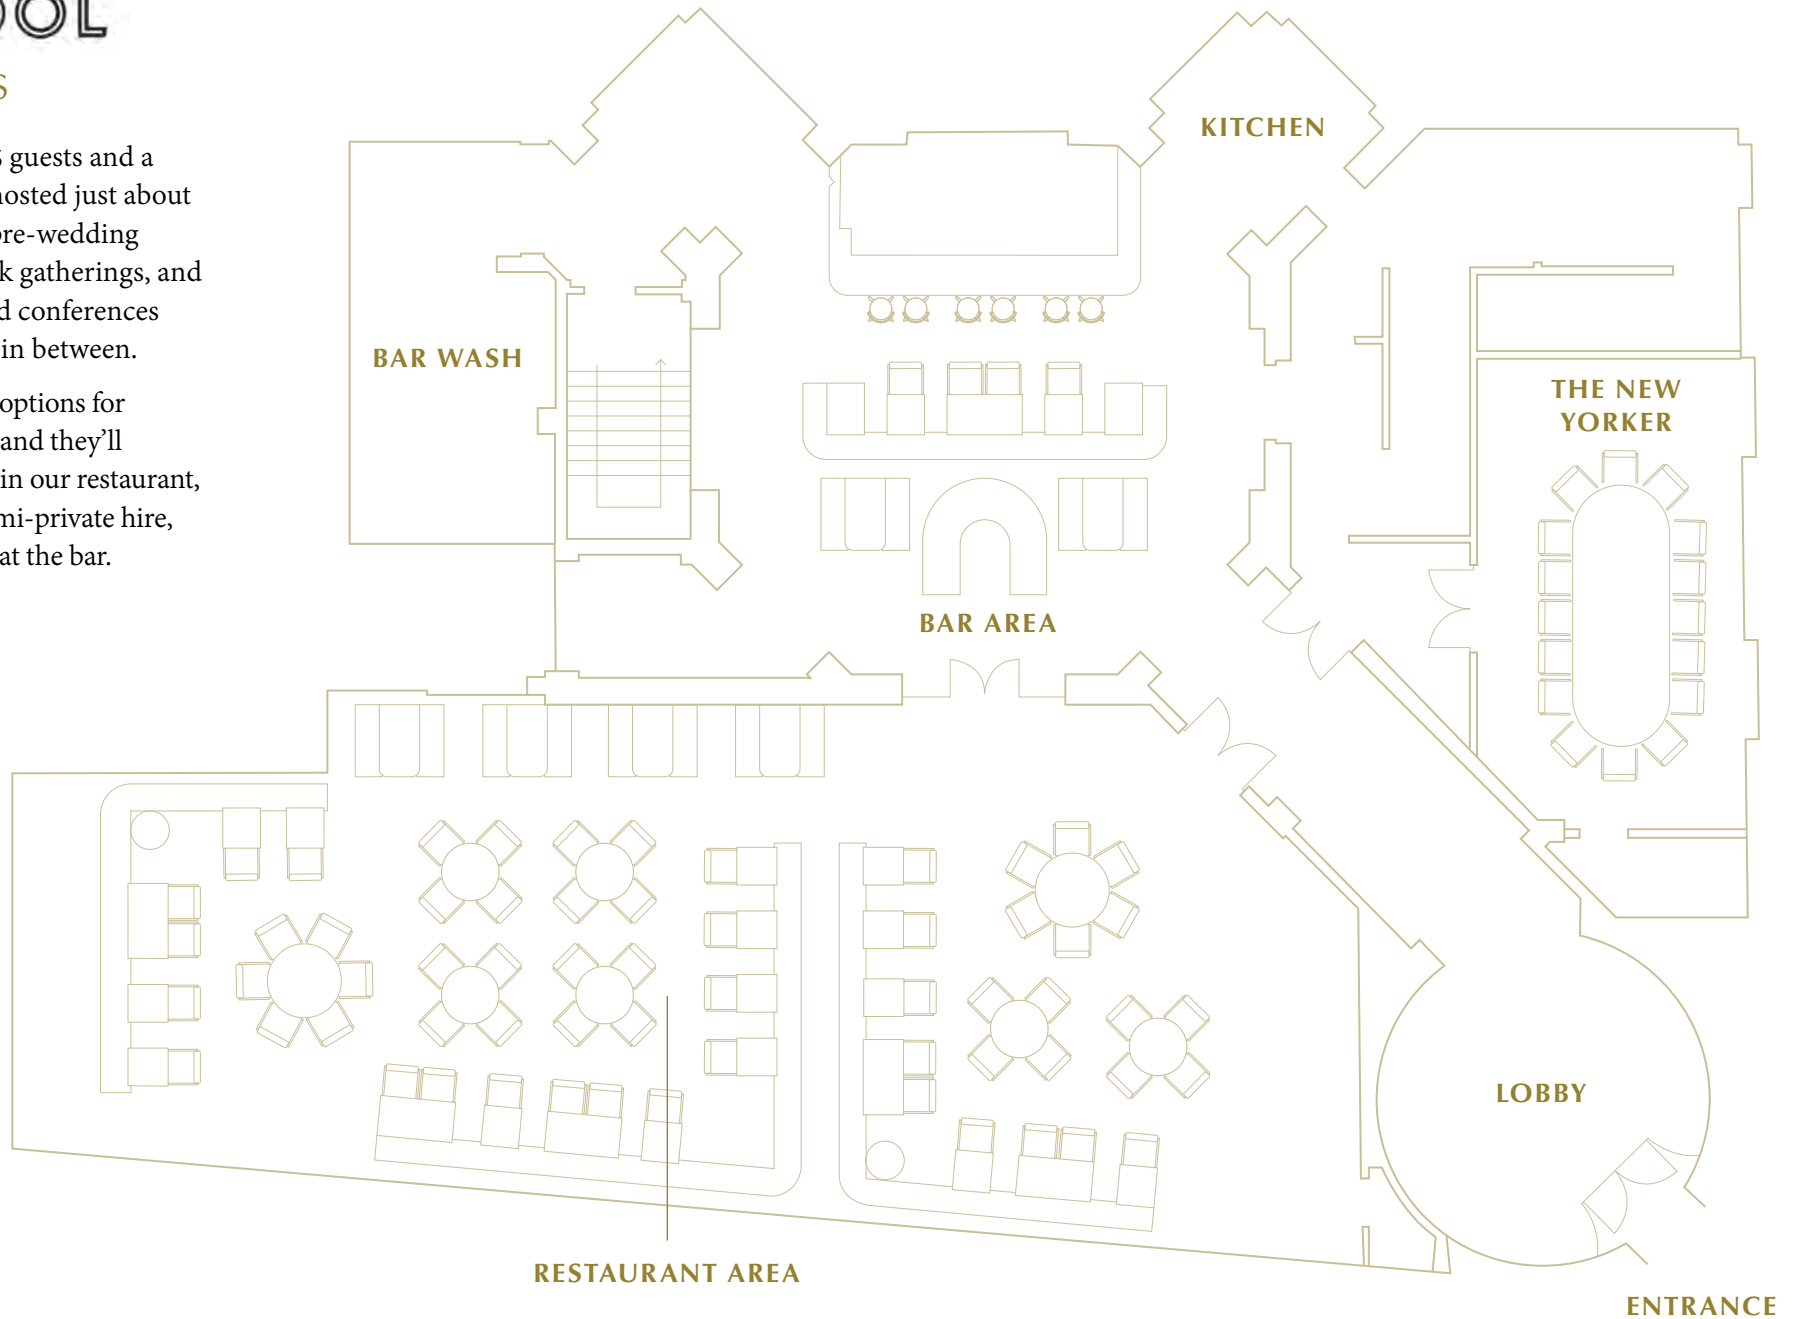 OOL
S
guests and a
hosted just about
pre-wedding
gatherings, and
conferences
in between.
options for
and they’ll
in our restaurant,
mi-private hire,
at the bar.
KITCHEN
BAR WASH
THE NEW
YORKER
BAR AREA
LOBBY
RESTAURANT AREA
ENTRANCE